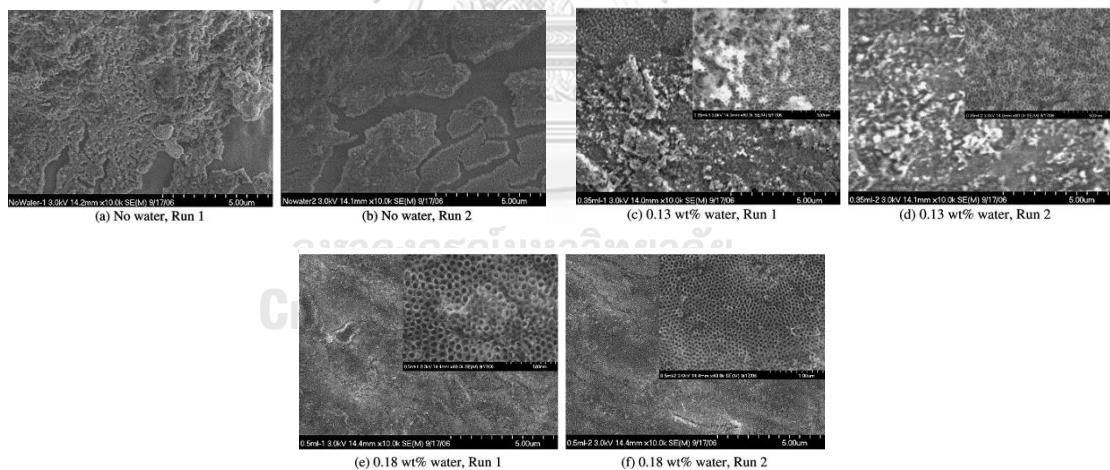 NoWater-1 3.0kV 14.2mm x10.0k SE(M) 9/17/06 5.00um
(a) No water, Run 1
Nowater2 3.0kV 14.1mm x10.0k SE(M) 9/17/06 5.00um
(b) No water, Run 2
0.35ml-1 3.0kV 14.0mm x10.0k SE(M) 9/17/06 5.00um
(c) 0.13 wt% water, Run 1
0.35ml-2 3.0kV 14.0mm x10.0k SE(M) 9/17/06 5.00um
(d) 0.13 wt% water, Run 2
0.5ml-1 3.0kV 14.4mm x10.0k SE(M) 9/17/06 5.00um
(e) 0.18 wt% water, Run 1
0.5ml-2 3.0kV 14.4mm x10.0k SE(M) 9/17/06 5.00um
(f) 0.18 wt% water, Run 2